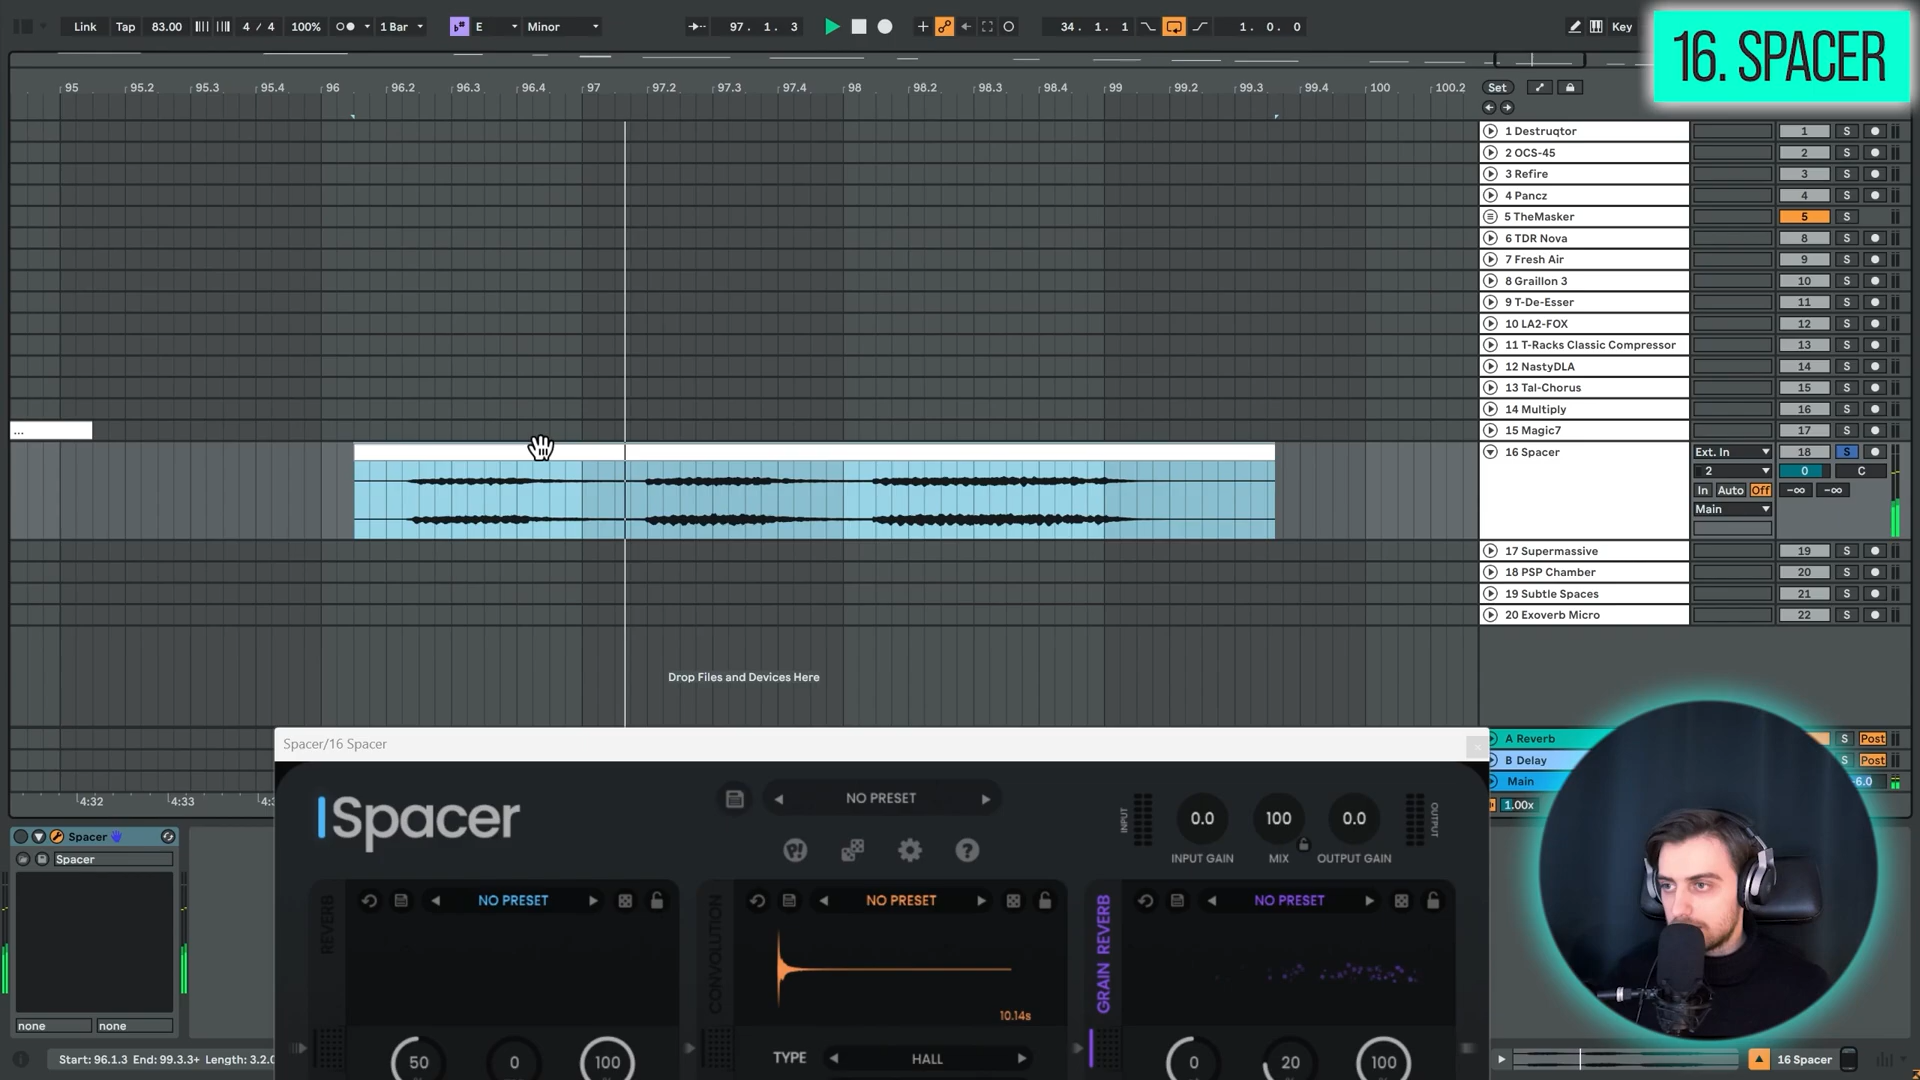 Link Tap 83.00 4 / 4 100% 1 Bar E Minor 97. 1. 3 34. 1. 1 1. 0. 0 Key
16. SPACER
95 95.2 95.3 95.4 96 96.2 96.3 96.4 97 97.2 97.3 97.4 98 98.2 98.3 98.4 99 99.2 99.3 99.4 100 100.2 Set
1 Destruqtor 1 S
2 OCS-45 2 S
3 Refire 3 S
4 Pancz 4 S
5 TheMasker 5 S
6 TDR Nova 8 S
7 Fresh Air 9 S
8 Graillon 3 10 S
9 T-De-Esser 11 S
10 LA2-FOX 12 S
11 T-Racks Classic Compressor 13 S
12 NastyDLA 14 S
13 Tal-Chorus 15 S
14 Multiply 16 S
... 15 Magic7 17 S
16 Spacer Ext. In 18 S
2 0 C
In Auto Off -∞ -∞
Main
17 Supermassive 19 S
18 PSP Chamber 20 S
19 Subtle Spaces 21 S
20 Exoverb Micro 22 S
Drop Files and Devices Here
A Reverb S Post
B Delay S Post
Main -6.0
1.00x
4:32 4:33
Spacer/16 Spacer
Spacer
NO PRESET
INPUT 0.0 100 0.0 OUTPUT
INPUT GAIN MIX OUTPUT GAIN
Spacer
Spacer
none none
REVERB NO PRESET
CONVOLUTION NO PRESET
GRAIN REVERB NO PRESET
10.14s
50 0 100
TYPE HALL
0 20 100
Start: 96.1.3 End: 99.3.3+ Length: 3.2.0
16 Spacer